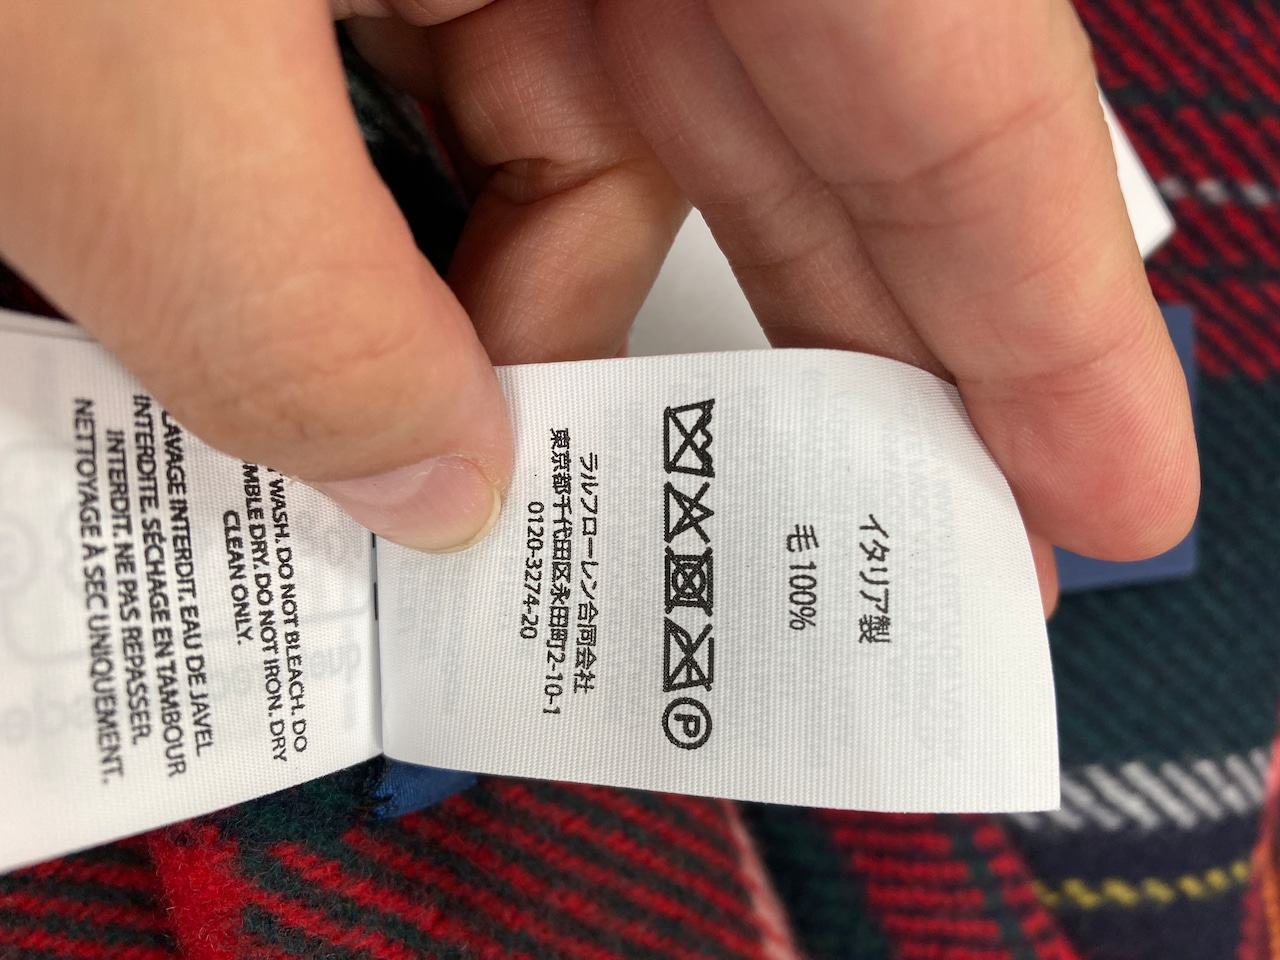 イタリア製
毛 100%
P
ラルフローレン合同会社
東京都千代田区永田町2-10-1
0120-3274-20
WASH. DO NOT BLEACH. DO
DRY. DO NOT IRON. DRY
CLEAN ONLY.
LAVAGE INTERDIT. EAU DE JAVEL
INTERDITE. SÉCHAGE EN TAMBOUR
INTERDIT. NE PAS REPASSER.
NETTOYAGE À SEC UNIQUEMENT.